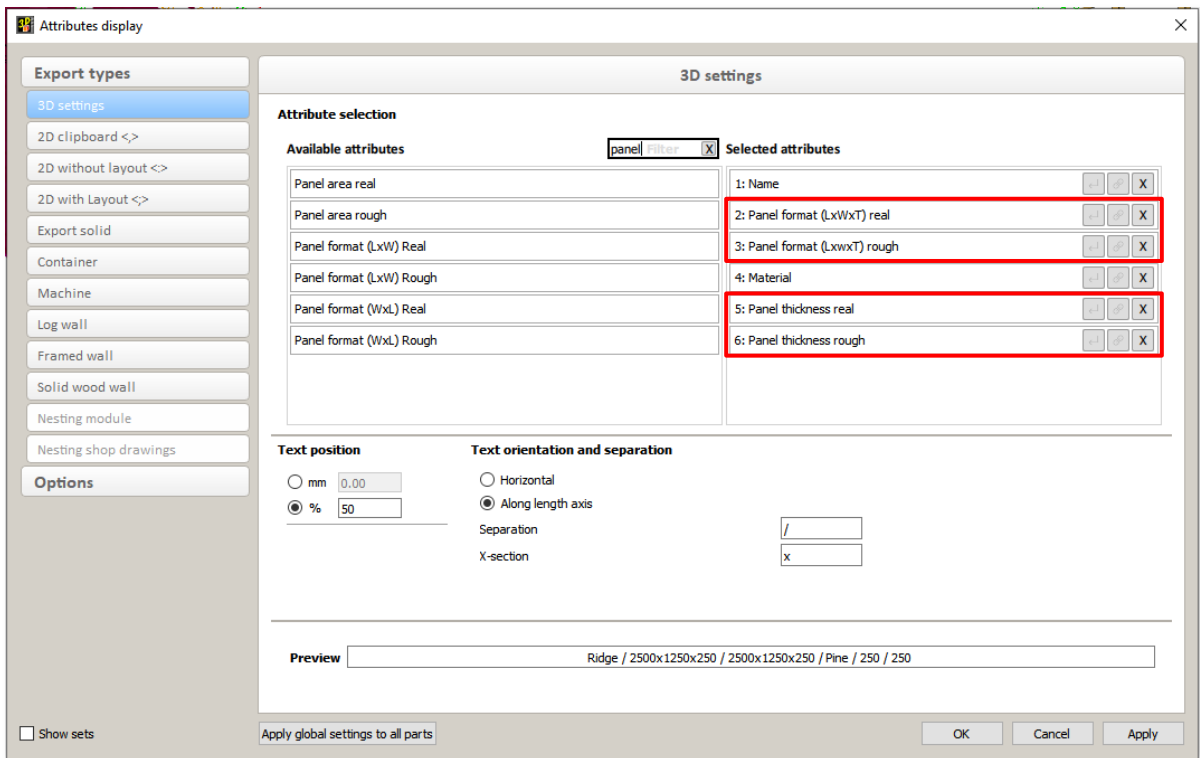 Attributes display
Export types
3D settings
2D clipboard <,>
2D without layout <:>
2D with Layout <;>
Export solid
Container
Machine
Log wall
Framed wall
Solid wood wall
Nesting module
Nesting shop drawings
Options
3D settings
Attribute selection
Available attributes
panel Filter X
Selected attributes
Panel area real
Panel area rough
Panel format (LxW) Real
Panel format (LxW) Rough
Panel format (WxL) Real
Panel format (WxL) Rough
1: Name X
2: Panel format (LxWxT) real X
3: Panel format (LxwxT) rough X
4: Material X
5: Panel thickness real X
6: Panel thickness rough X
Text position
mm 0.00
% 50
Text orientation and separation
Horizontal
Along length axis
Separation /
X-section x
Preview Ridge / 2500x1250x250 / 2500x1250x250 / Pine / 250 / 250
Show sets
Apply global settings to all parts
OK
Cancel
Apply